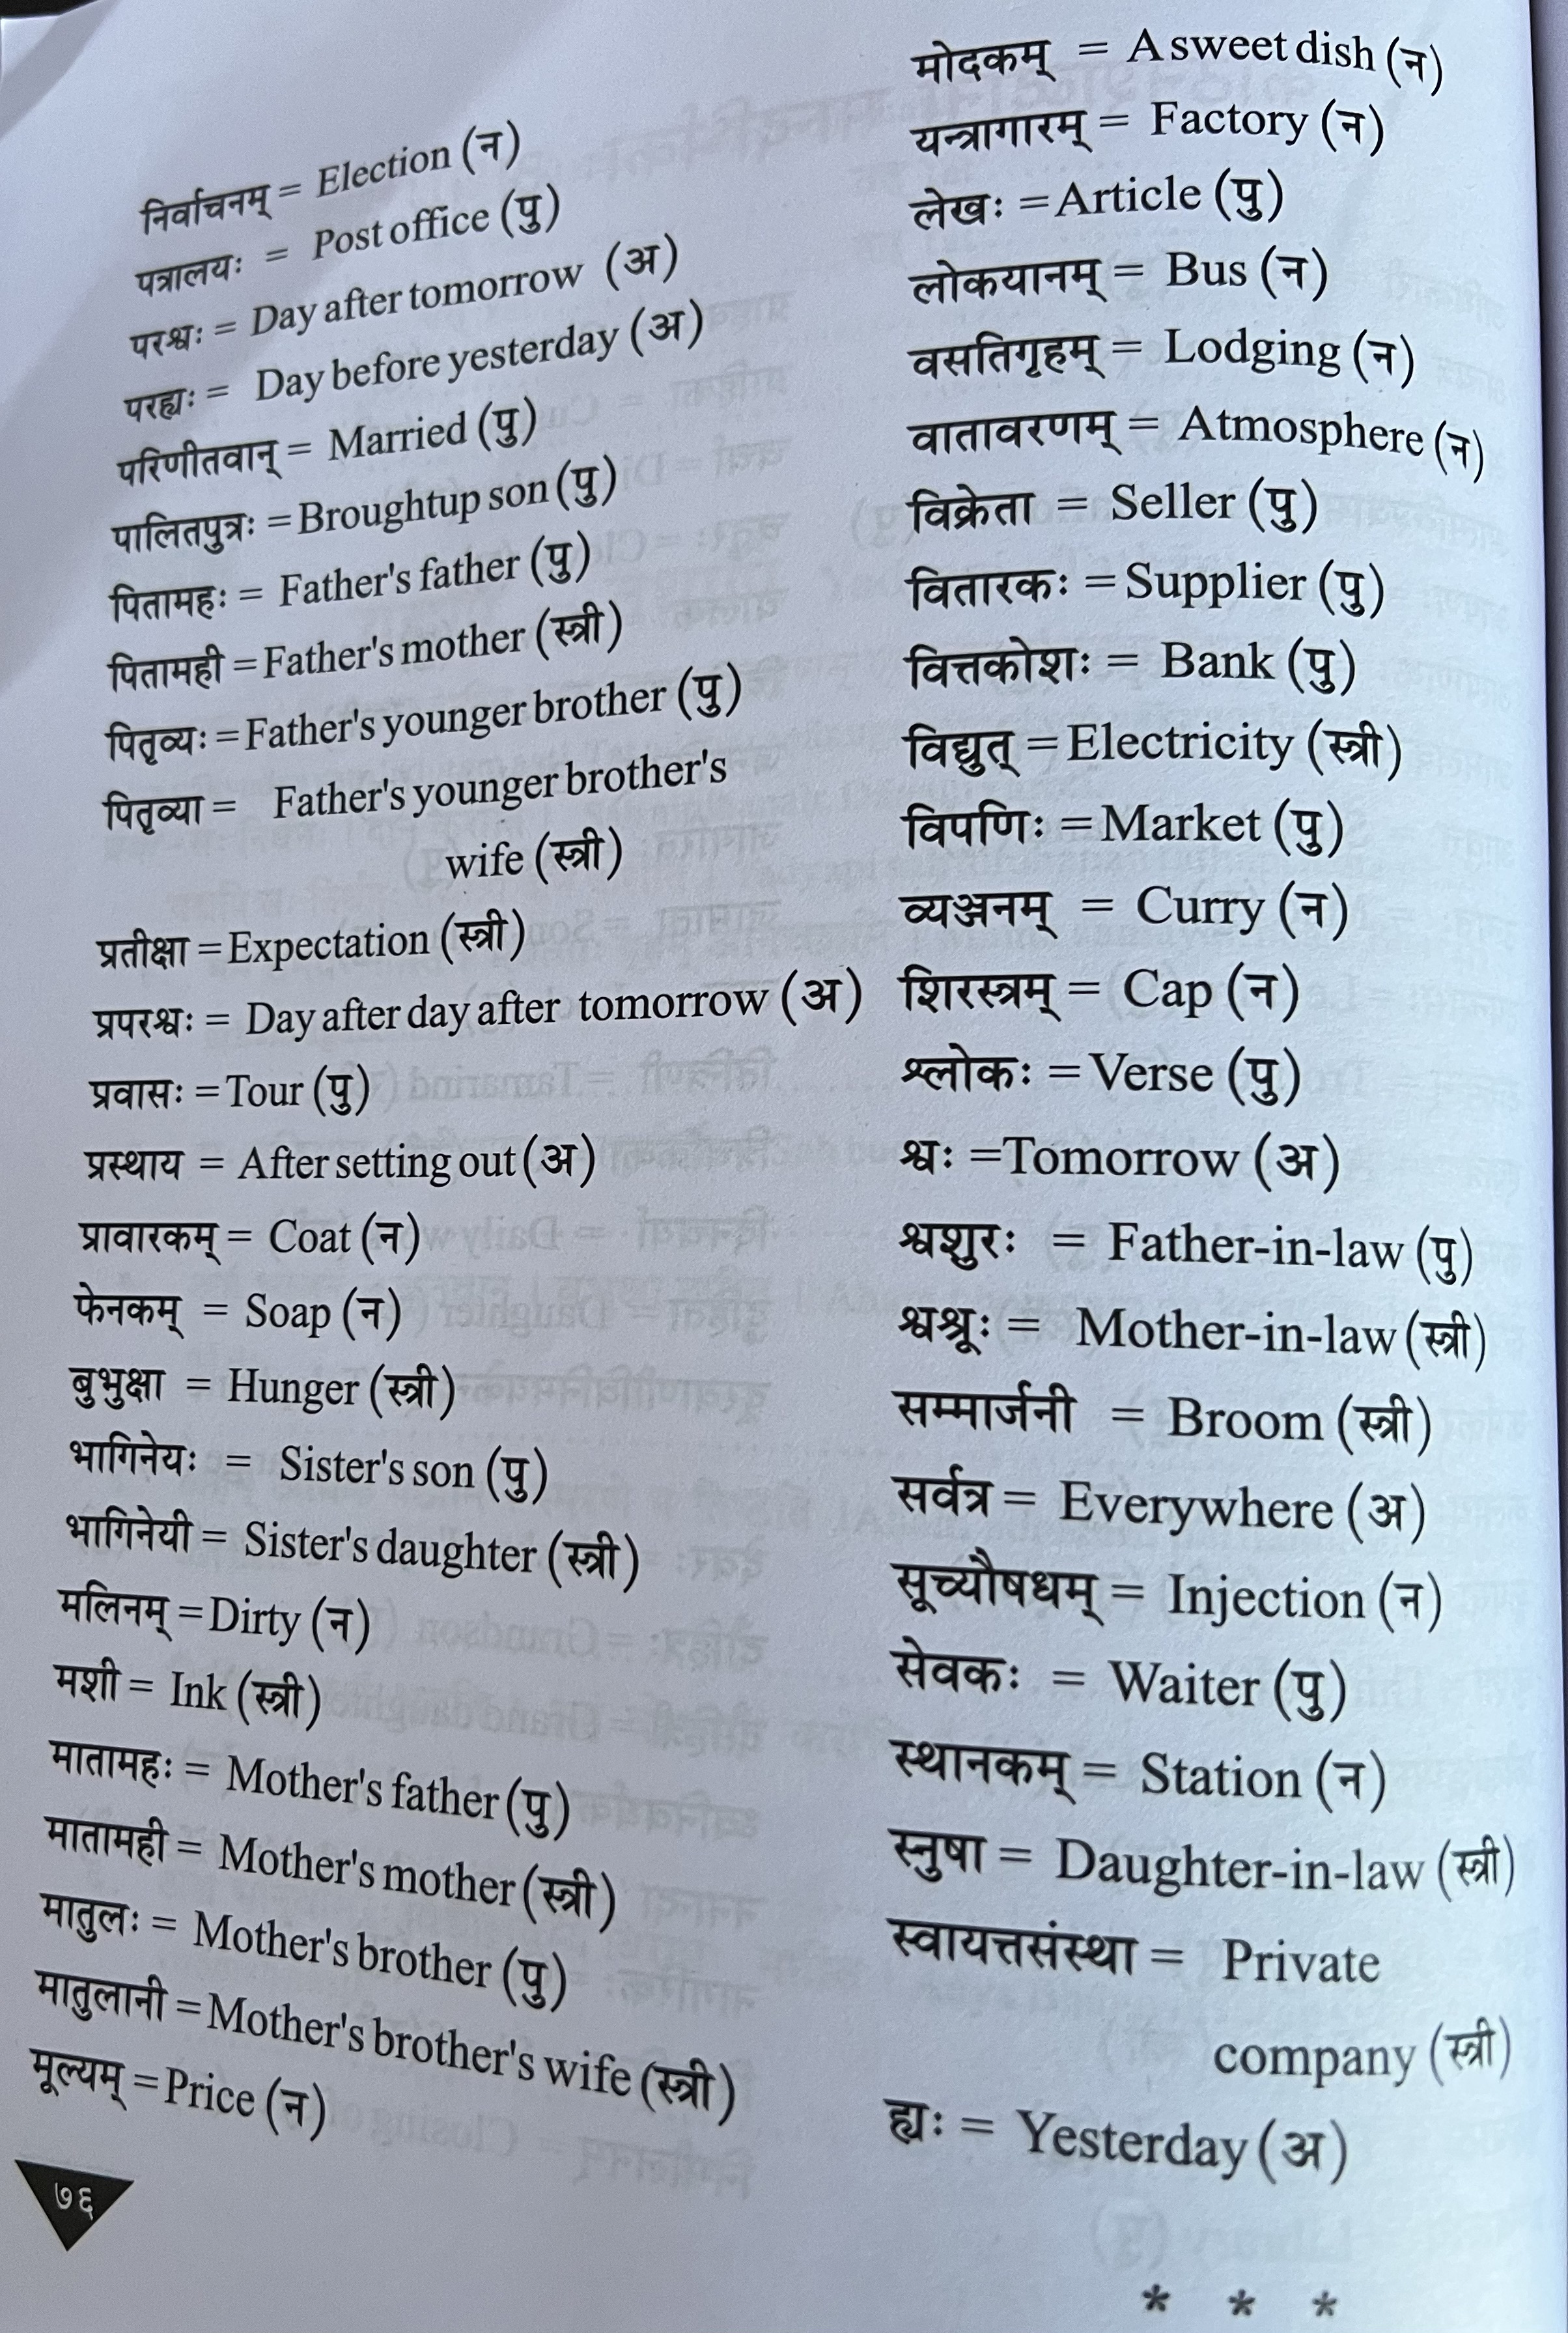 निर्वाचनम् = Election (न)
पत्रालयः = Post office (पु)
परश्वः = Day after tomorrow (अ)
परह्यः = Day before yesterday (अ)
परिणीतवान् = Married (पु)
पालितपुत्रः = Broughtup son (पु)
पितामहः = Father's father (पु)
पितामही = Father's mother (स्त्री)
पितृव्यः = Father's younger brother (पु)
पितृव्या = Father's younger brother's
wife (स्त्री)
प्रतीक्षा = Expectation (स्त्री)
प्रपरश्वः = Day after day after tomorrow (अ)
प्रवासः = Tour (पु)
प्रस्थाय = After setting out (अ)
प्रावारकम् = Coat (न)
फेनकम् = Soap (न)
बुभुक्षा = Hunger (स्त्री)
भागिनेयः = Sister's son (पु)
भागिनेयी = Sister's daughter (स्त्री)
मलिनम् = Dirty (न)
मशी = Ink (स्त्री)
मातामहः = Mother's father (पु)
मातामही = Mother's mother (स्त्री)
मातुलः = Mother's brother (पु)
मातुलानी = Mother's brother's wife (स्त्री)
मूल्यम् = Price (न)
७६
मोदकम् = A sweet dish (न)
यन्त्रागारम् = Factory (न)
लेखः = Article (पु)
लोकयानम् = Bus (न)
वसतिगृहम् = Lodging (न)
वातावरणम् = Atmosphere (न)
विक्रेता = Seller (पु)
वितारकः = Supplier (पु)
वित्तकोशः = Bank (पु)
विद्युत् = Electricity (स्त्री)
विपणिः = Market (पु)
व्यञ्जनम् = Curry (न)
शिरस्त्रम् = Cap (न)
श्लोकः = Verse (पु)
श्वः = Tomorrow (अ)
श्वशुरः = Father-in-law (पु)
श्वश्रूः = Mother-in-law (स्त्री)
सम्मार्जनी = Broom (स्त्री)
सर्वत्र = Everywhere (अ)
सूच्यौषधम् = Injection (न)
सेवकः = Waiter (पु)
स्थानकम् = Station (न)
स्नुषा = Daughter-in-law (स्त्री)
स्वायत्तसंस्था = Private
company (स्त्री)
ह्यः = Yesterday (अ)
* * *